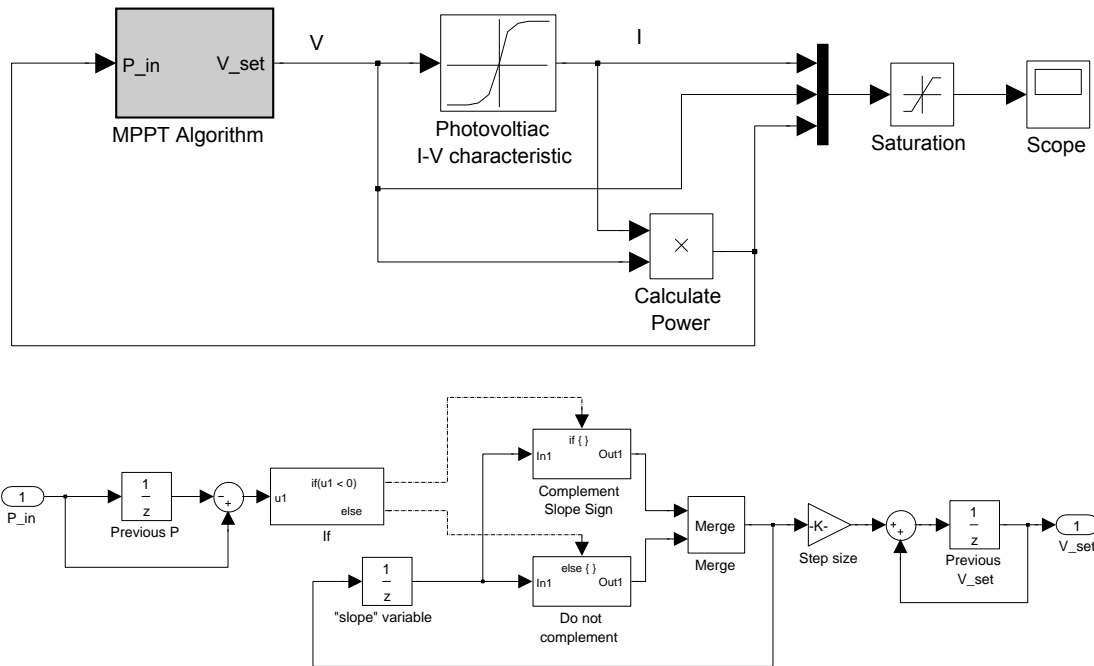 V
I
P_in
V_set
MPPT Algorithm
Photovoltiac
I-V characteristic
Saturation
Scope
×
Calculate
Power
if { }
In1
Out1
Complement
Slope Sign
1
P_in
1
z
Previous P
−
+
u1
if(u1 < 0)
else
If
Merge
Merge
-K-
Step size
+
+
1
z
Previous
V_set
1
V_set
1
z
"slope" variable
else { }
In1
Out1
Do not
complement